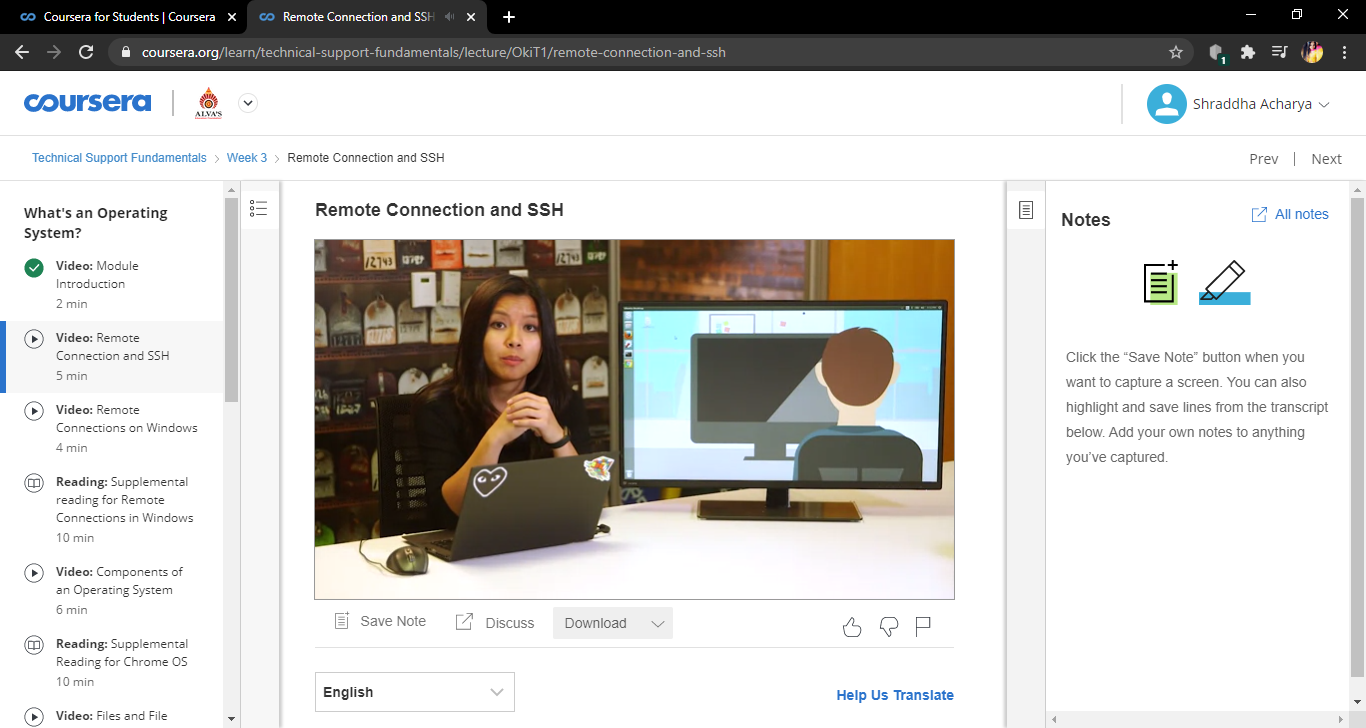 Coursera for Students | Coursera
Remote Connection and SSH
coursera.org/learn/technical-support-fundamentals/lecture/OkiT1/remote-connection-and-ssh
1
coursera
ALVA'S
Shraddha Acharya
Technical Support Fundamentals > Week 3 > Remote Connection and SSH
Prev | Next
What's an Operating
System?
Video: Module
Introduction
2 min
Video: Remote
Connection and SSH
5 min
Video: Remote
Connections on Windows
4 min
Reading: Supplemental
reading for Remote
Connections in Windows
10 min
Video: Components of
an Operating System
6 min
Reading: Supplemental
Reading for Chrome OS
10 min
Video: Files and File
Remote Connection and SSH
12743
Save Note
Discuss
Download
English
Help Us Translate
Notes
All notes
Click the “Save Note” button when you
want to capture a screen. You can also
highlight and save lines from the transcript
below. Add your own notes to anything
you’ve captured.